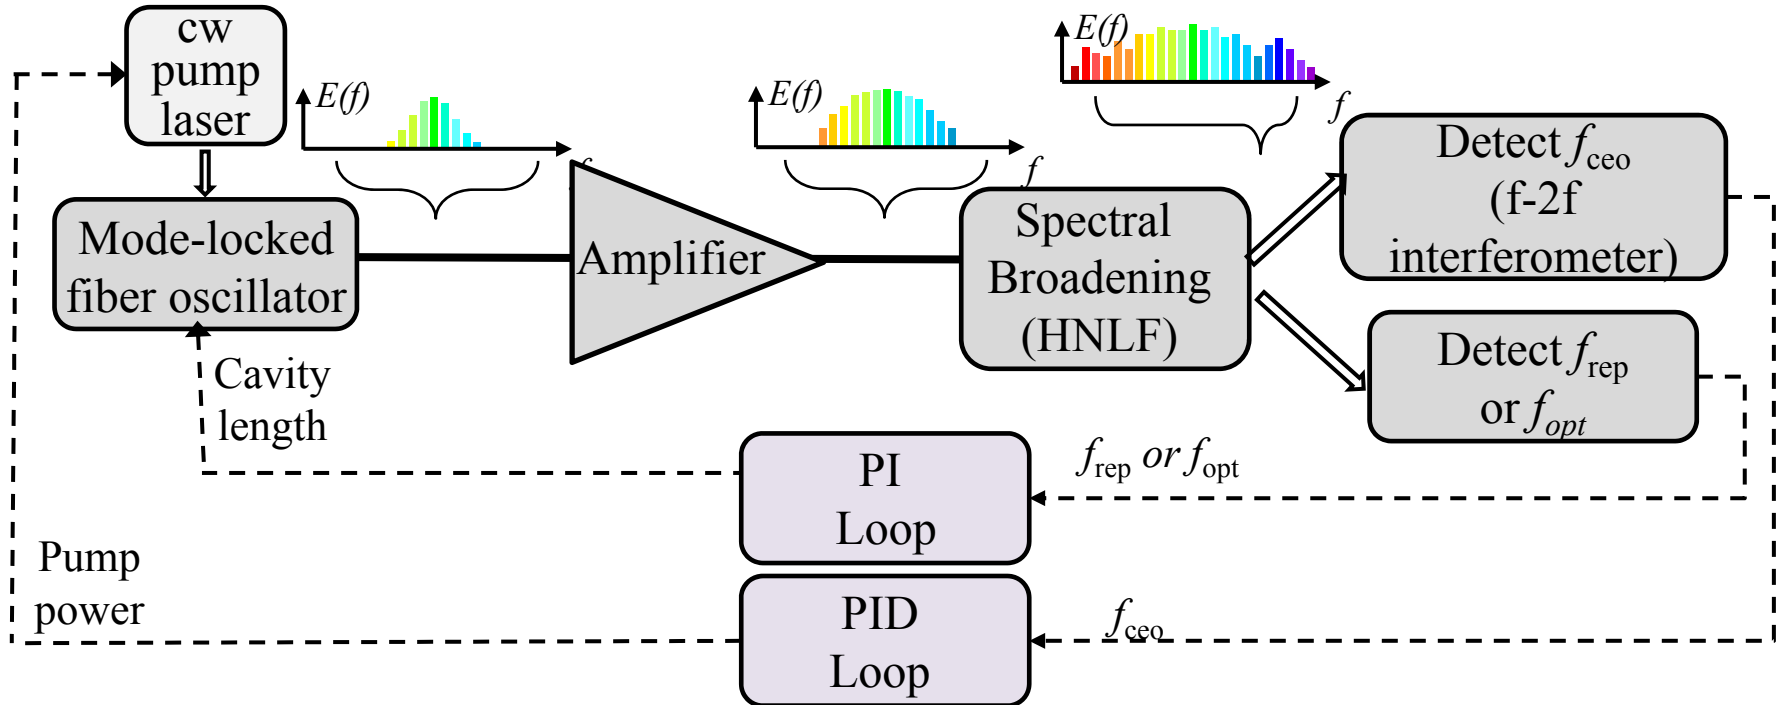 cw
pump
laser
E(f)
f
E(f)
f
E(f)
f
Mode-locked
fiber oscillator
Amplifier
Spectral
Broadening
(HNLF)
Detect fceo
(f-2f
interferometer)
Detect frep
or fopt
Cavity
length
PI
Loop
frep or fopt
Pump
power
PID
Loop
fceo